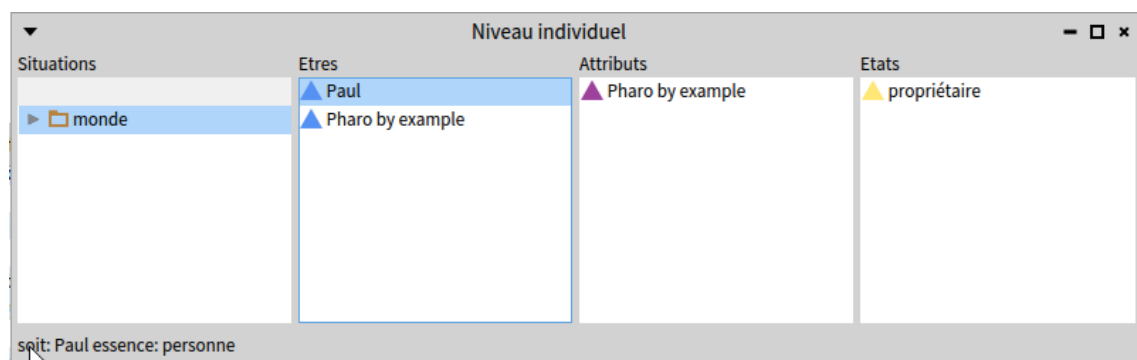 Niveau individuel
Situations Etres Attributs Etats
Paul Pharo by example propriétaire
monde Pharo by example
soit: Paul essence: personne